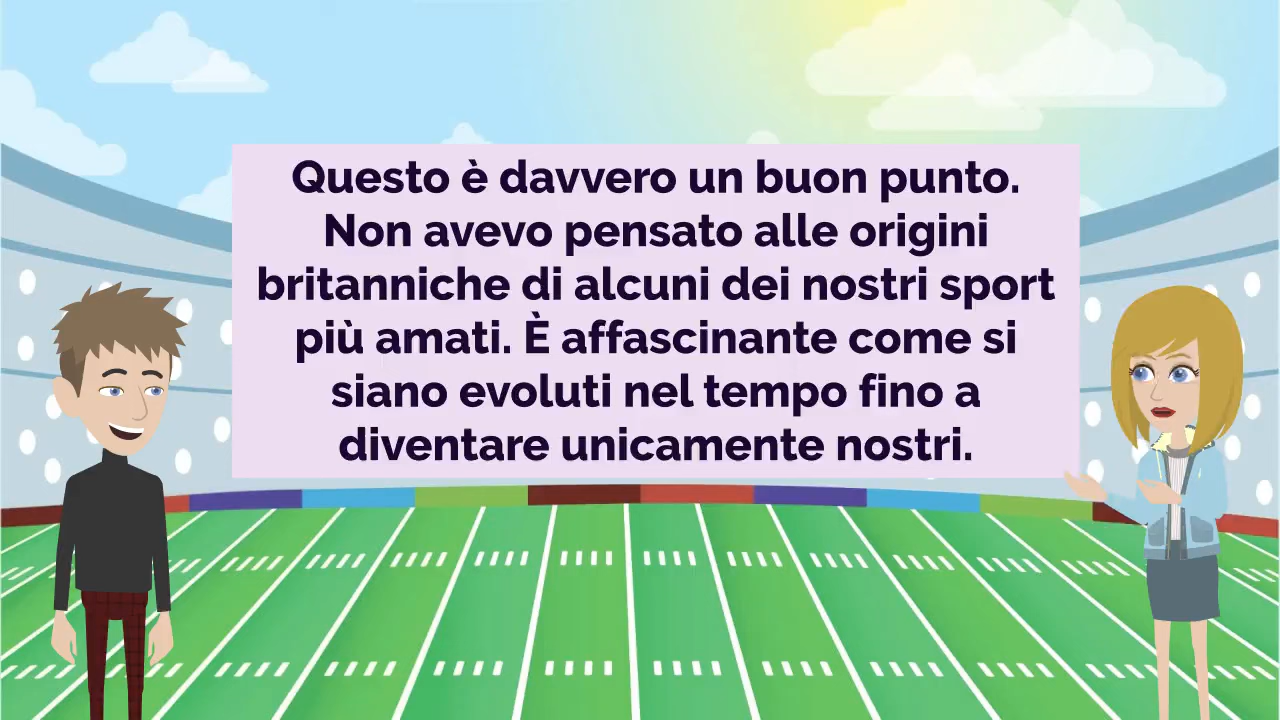 Questo è davvero un buon punto.
Non avevo pensato alle origini
britanniche di alcuni dei nostri sport
più amati. È affascinante come si
siano evoluti nel tempo fino a
diventare unicamente nostri.